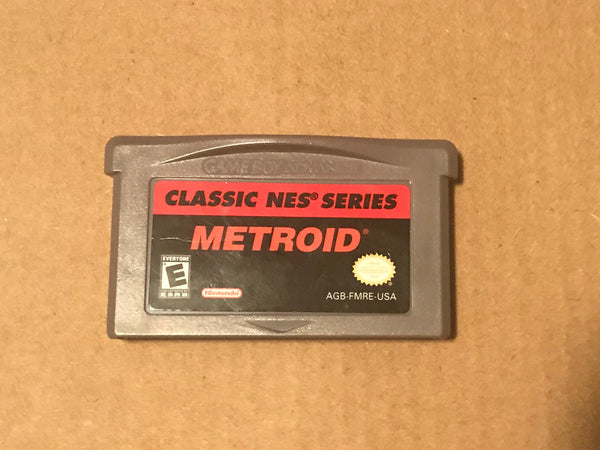 GAME BOY ADVANCE
CLASSIC NES® SERIES
METROID®
EVERYONE
E
ESRB
Nintendo
AGB-FMRE-USA